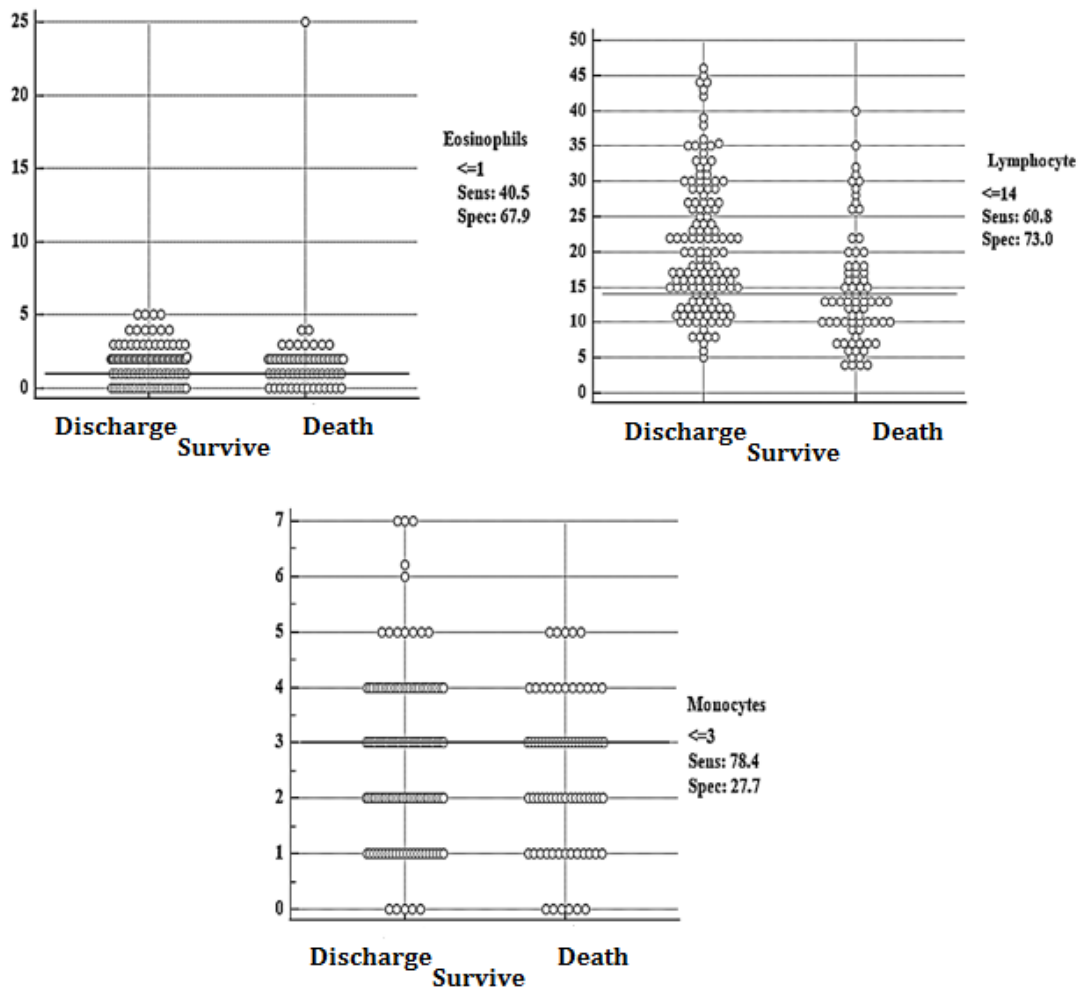 25
20
15
10
5
0
Eosinophils
<=1
Sens: 40.5
Spec: 67.9
Discharge
Death
Survive
50
45
40
35
30
25
20
15
10
5
0
Lymphocyte
<=14
Sens: 60.8
Spec: 73.0
Discharge
Death
Survive
7
6
5
4
3
2
1
0
Monocytes
<=3
Sens: 78.4
Spec: 27.7
Discharge
Death
Survive